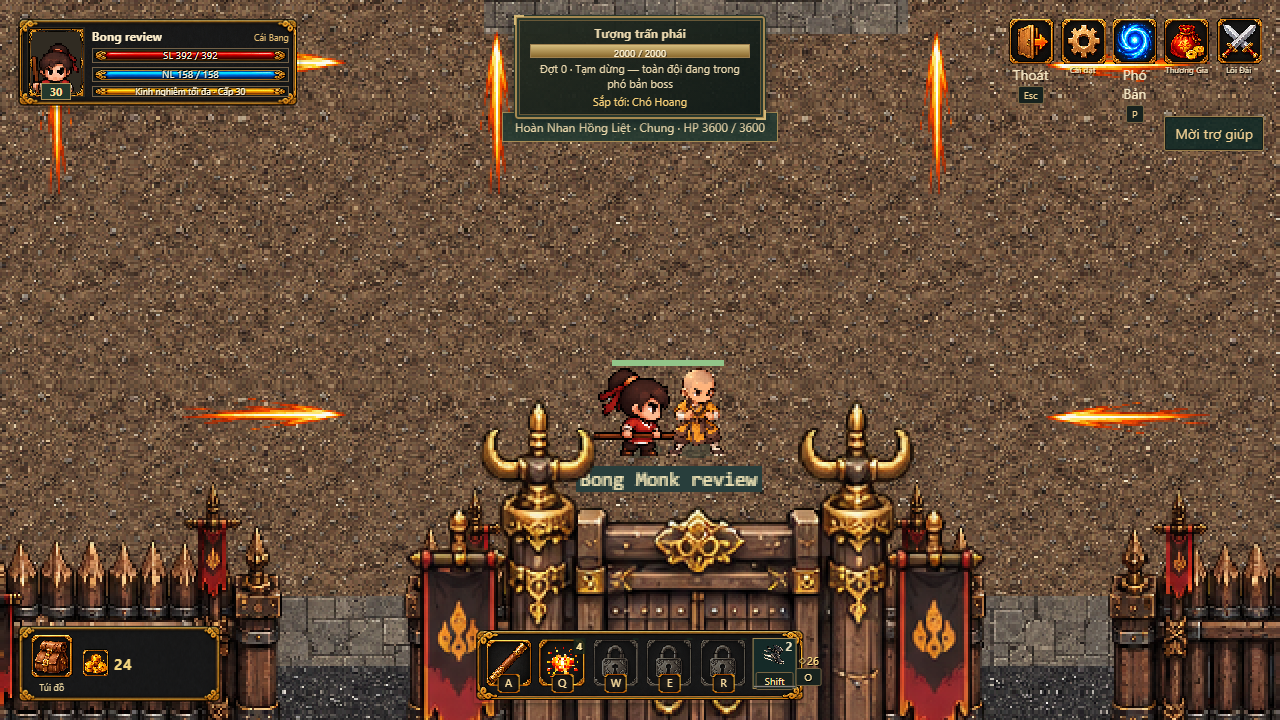 Bong review
Cái Bang
SL 392 / 392
NL 158 / 158
Kinh nghiệm tối đa · Cấp 30
30
Tượng trấn phái
2000 / 2000
Đợt 0 · Tạm dừng — toàn đội đang trong
phó bản boss
Sắp tới: Chó Hoang
Hoàn Nhan Hồng Liệt · Chung · HP 3600 / 3600
Thoát
Esc
Cài đặt
Phó
Bản
P
Thương Gia
Lôi Đài
Mời trợ giúp
Bong Monk review
24
Túi đồ
A
4
Q
W
E
R
2
Shift
26
O